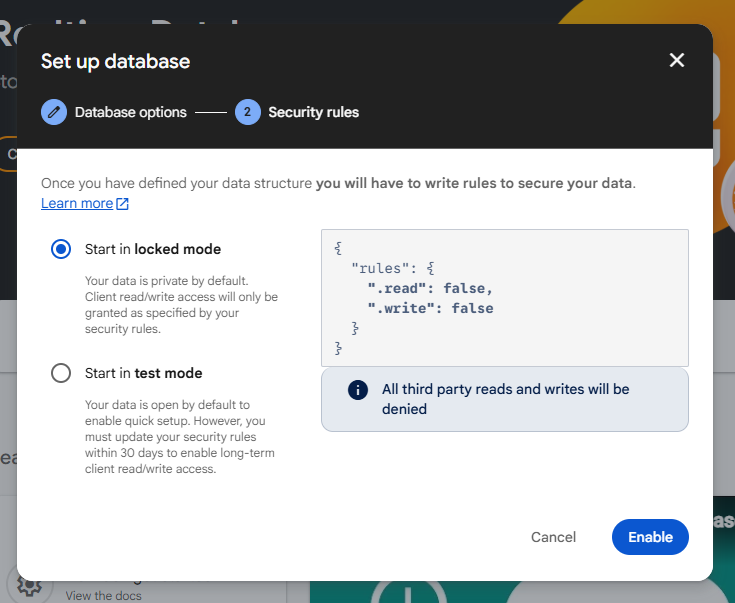 Set up database
Database options
2
Security rules
Once you have defined your data structure you will have to write rules to secure your data.
Learn more
Start in locked mode
Your data is private by default.
Client read/write access will only be
granted as specified by your
security rules.
Start in test mode
Your data is open by default to
enable quick setup. However, you
must update your security rules
within 30 days to enable long-term
client read/write access.
{
"rules": {
".read": false,
".write": false
}
}
All third party reads and writes will be
denied
Cancel
Enable
View the docs